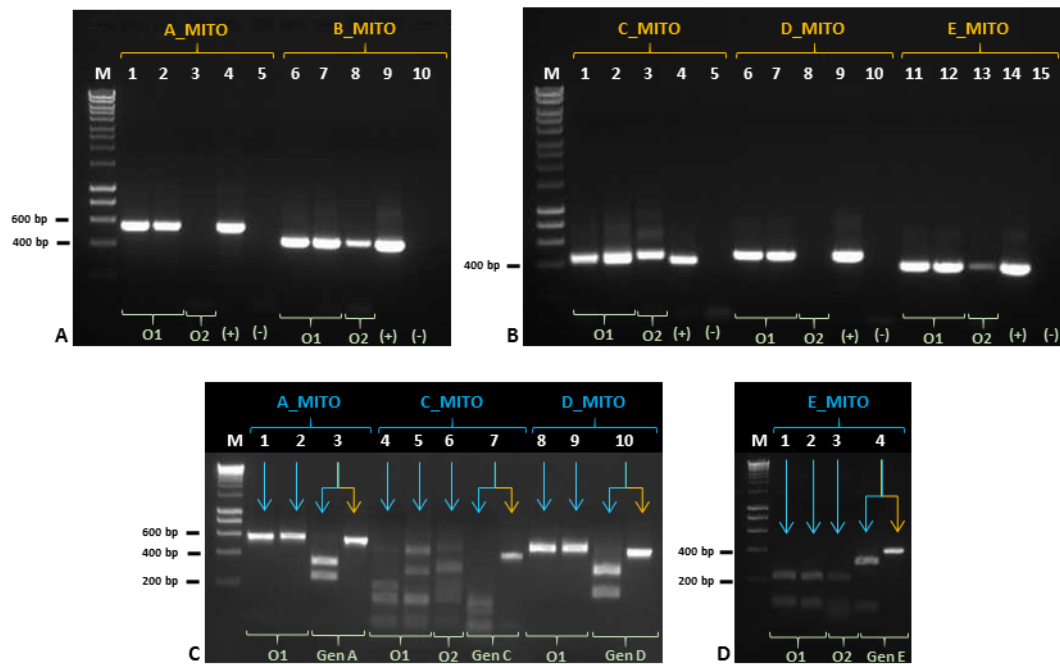 A_MITO B_MITO
M 1 2 3 4 5 6 7 8 9 10
600 bp
400 bp
O1 O2 (+) (-) O1 O2 (+) (-)
A
C_MITO D_MITO E_MITO
M 1 2 3 4 5 6 7 8 9 10 11 12 13 14 15
400 bp
O1 O2 (+) (-) O1 O2 (+) (-) O1 O2 (+) (-)
B
A_MITO C_MITO D_MITO
M 1 2 3 4 5 6 7 8 9 10
600 bp
400 bp
200 bp
O1 Gen A O1 O2 Gen C O1 Gen D
C
E_MITO
M 1 2 3 4
400 bp
200 bp
O1 O2 Gen E
D